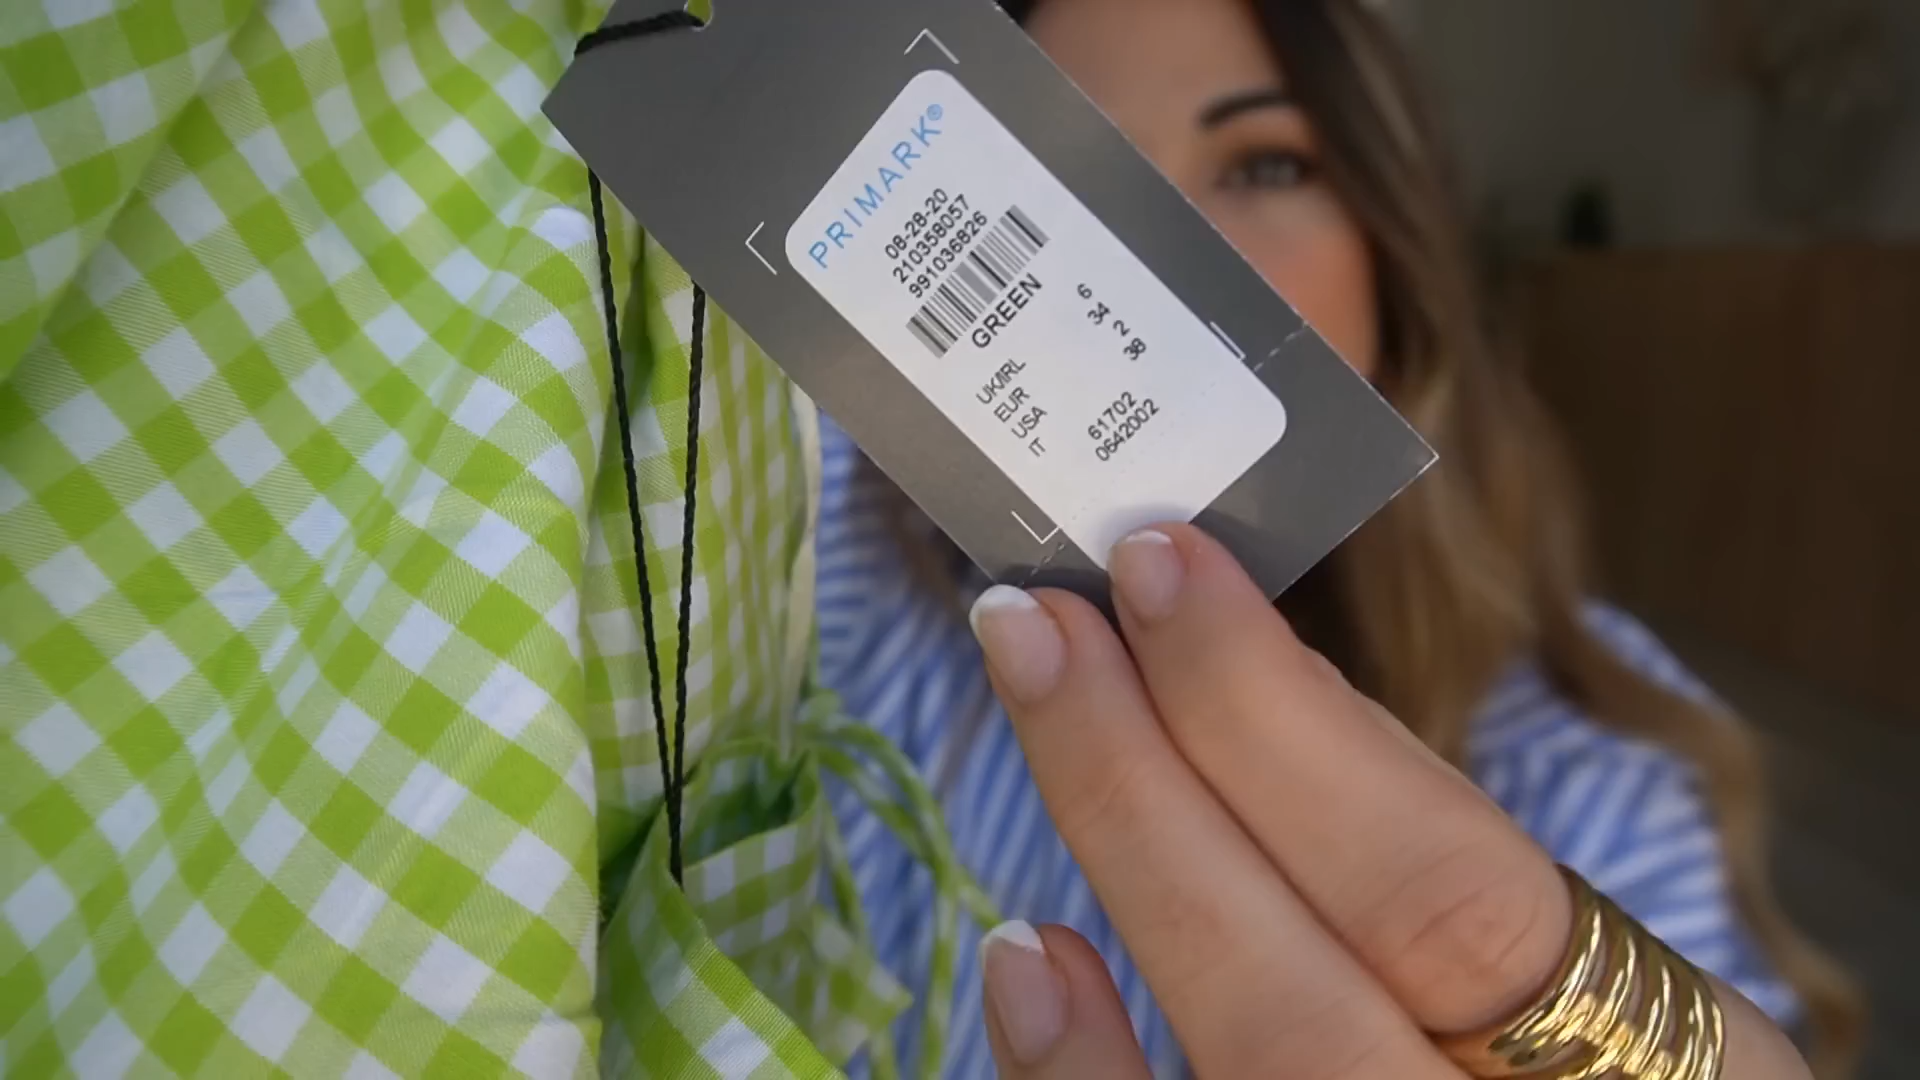 PRIMARK®
08-28-20
210358057
991036826
GREEN
UK/IRL 6
EUR 34
USA 2
IT 38
61702
0642002